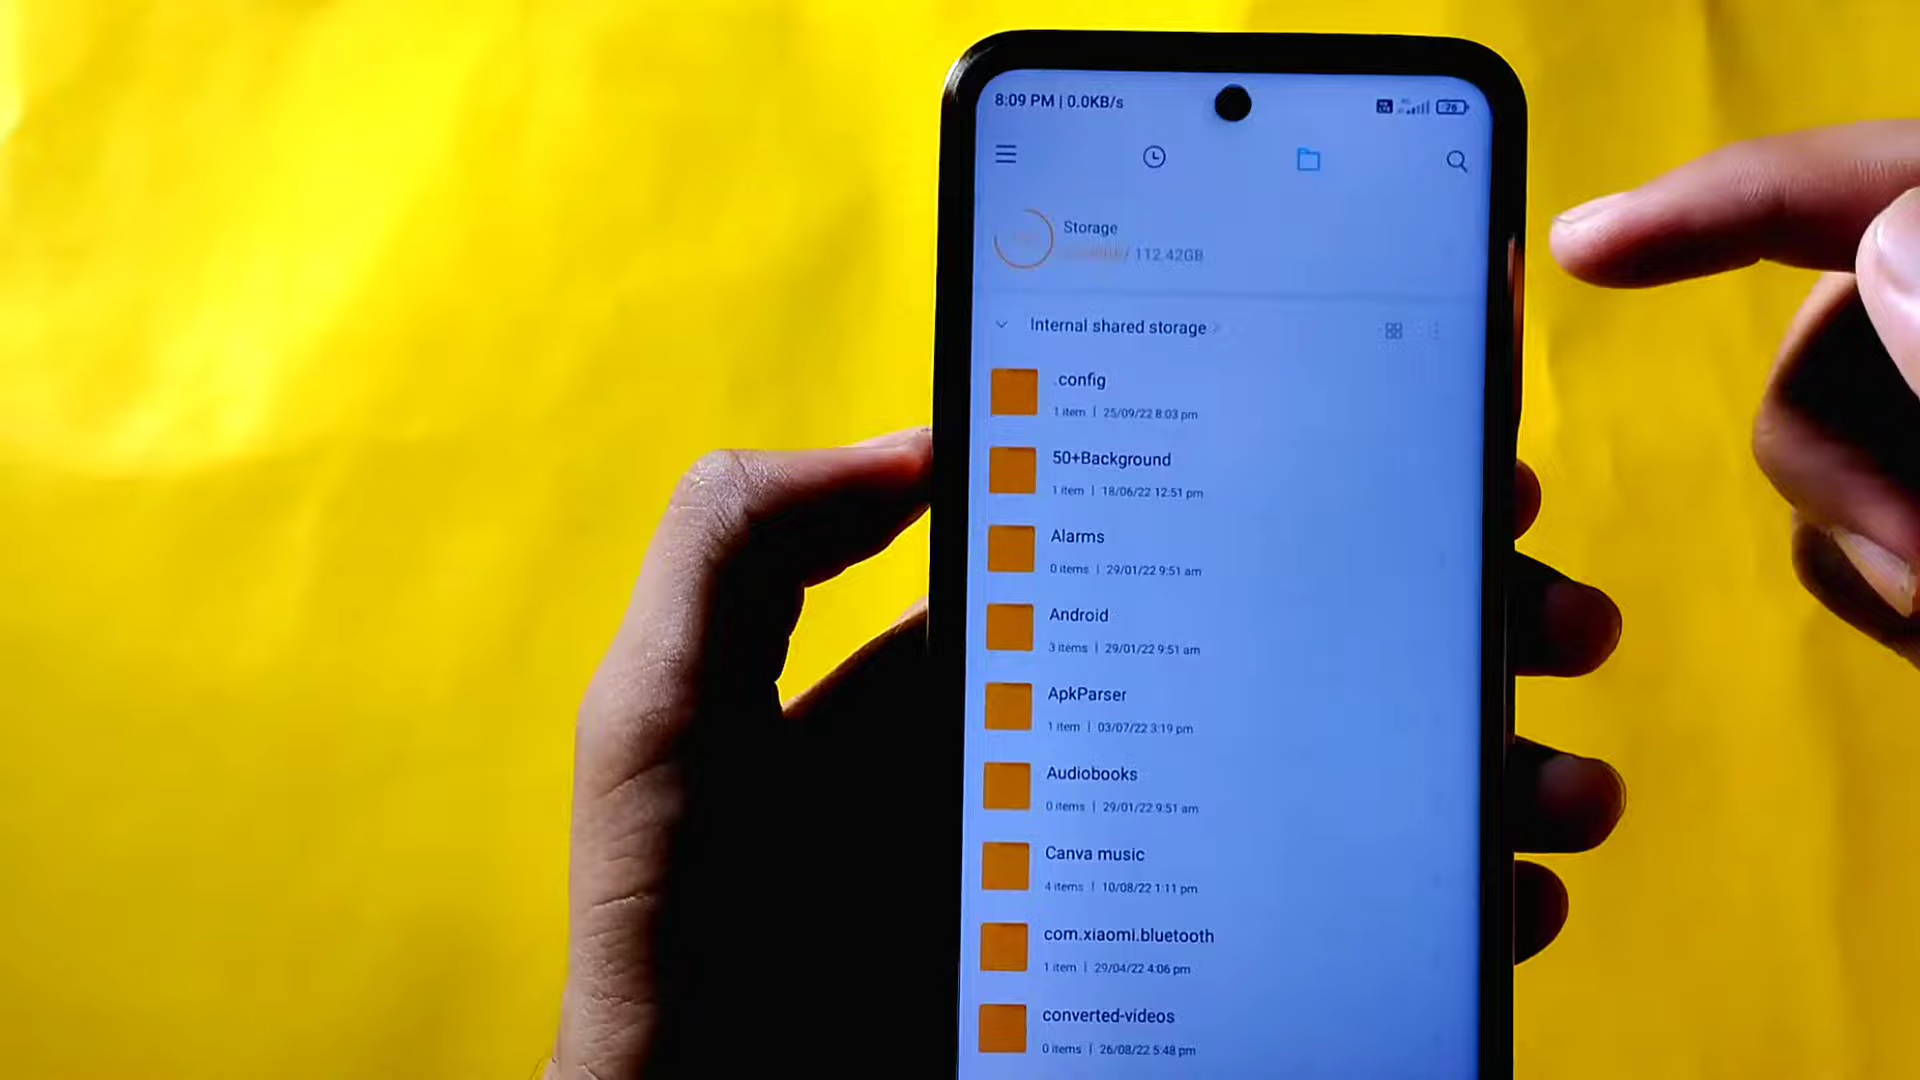 8:09 PM | 0.0KB/s
76
Storage
/ 112.42GB
Internal shared storage
.config
1 item | 25/09/22 8:03 pm
50+Background
1 item | 18/06/22 12:51 pm
Alarms
0 items | 29/01/22 9:51 am
Android
3 items | 29/01/22 9:51 am
ApkParser
1 item | 03/07/22 3:19 pm
Audiobooks
0 items | 29/01/22 9:51 am
Canva music
4 items | 10/08/22 1:11 pm
com.xiaomi.bluetooth
1 item | 29/04/22 4:06 pm
converted-videos
0 items | 26/08/22 5:48 pm